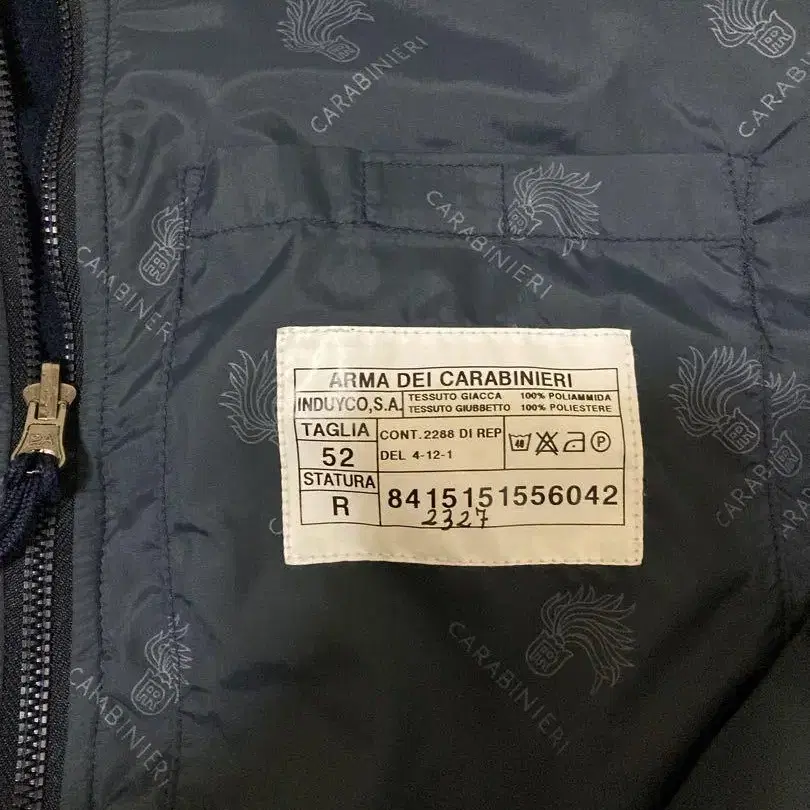 CARABINIERI
CARABINIERI
CARABINIERI
CARABINIERI
ARMA DEI CARABINIERI
INDUYCO,S.A.
TESSUTO GIACCA 100% POLIAMMIDA
TESSUTO GIUBBETTO 100% POLIESTERE
TAGLIA
52
CONT. 2288 DI REP
DEL 4-12-1
40
P
STATURA
R
8415151556042
2327
CARABINIERI
CARABINIERI